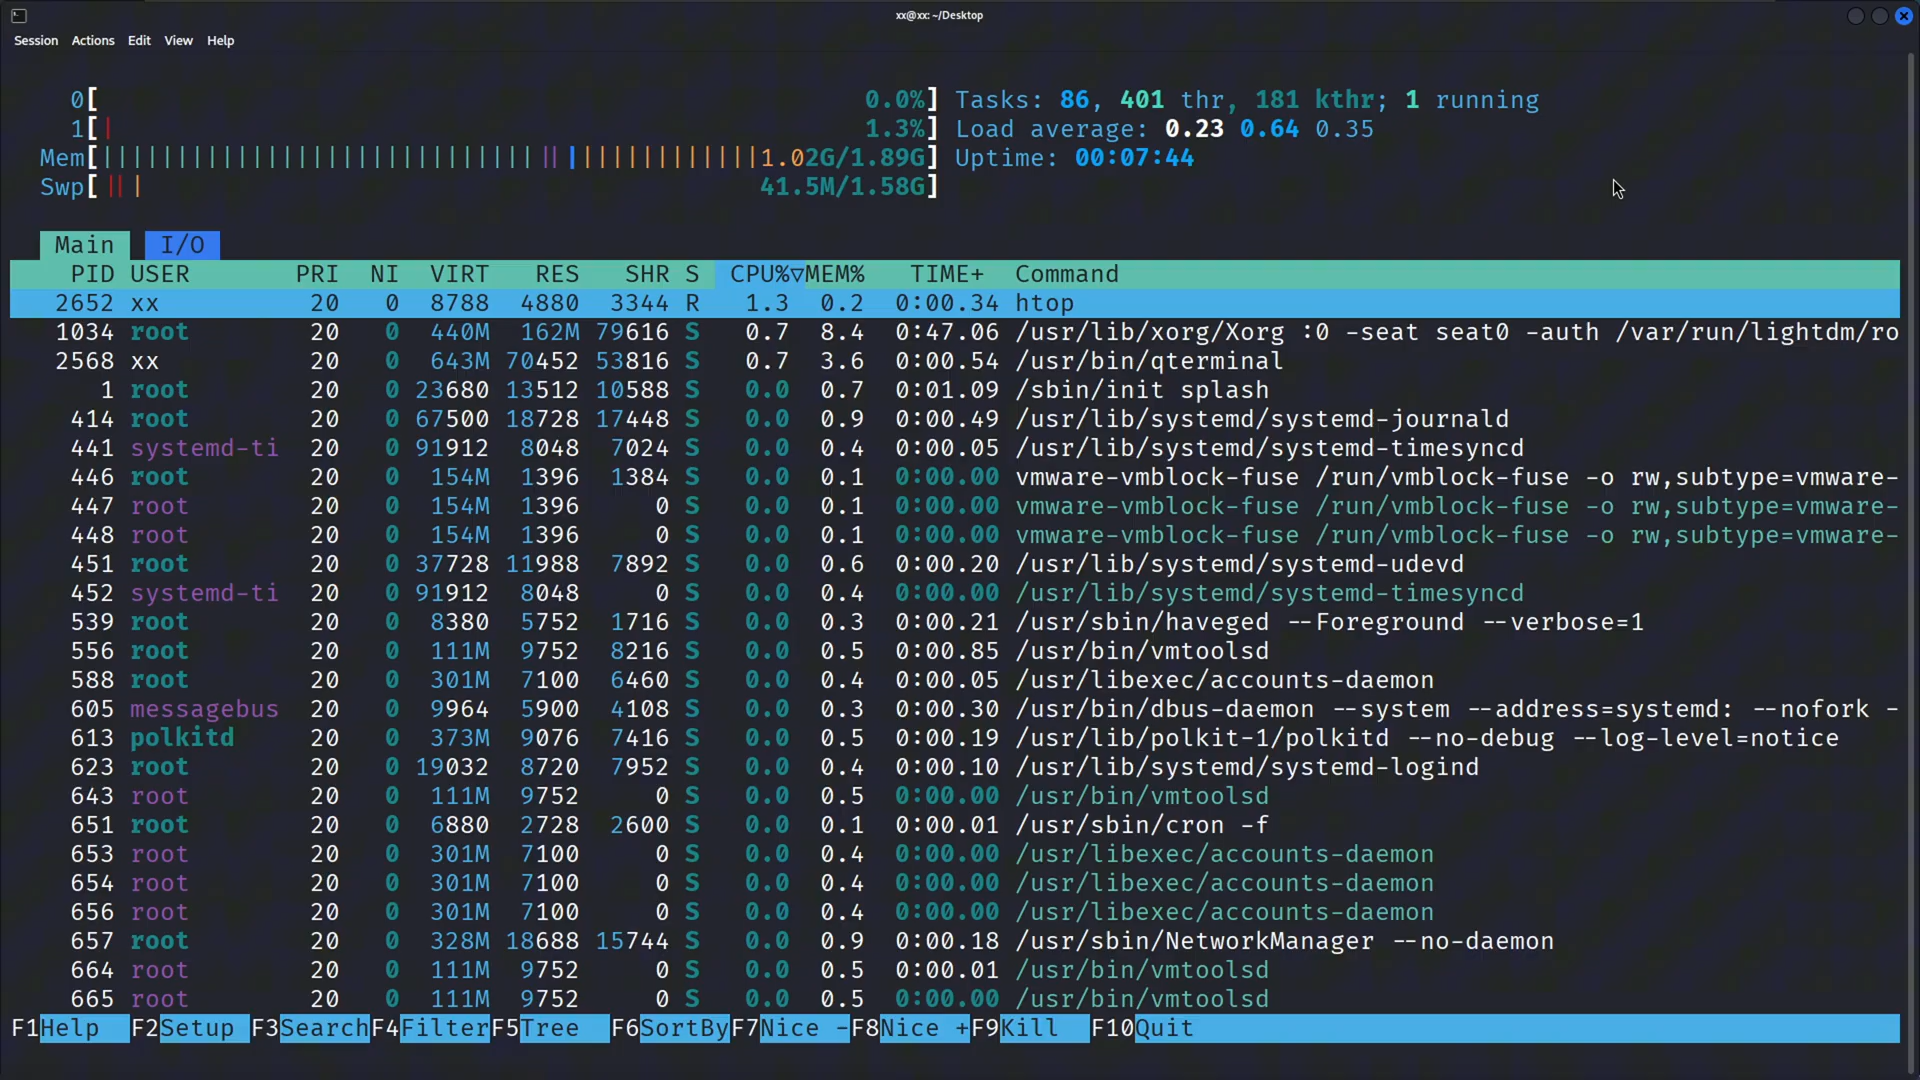 xx@xx: ~/Desktop
Session Actions Edit View Help
0[ 0.0%] Tasks: 86, 401 thr, 181 kthr; 1 running
1[| 1.3%] Load average: 0.23 0.64 0.35
Mem[||||||||||||||||||||||||||||||||||||||||||||1.02G/1.89G] Uptime: 00:07:44
Swp[||| 41.5M/1.58G]
Main I/O
PID USER PRI NI VIRT RES SHR S CPU%▽MEM% TIME+ Command
2652 xx 20 0 8788 4880 3344 R 1.3 0.2 0:00.34 htop
1034 root 20 0 440M 162M 79616 S 0.7 8.4 0:47.06 /usr/lib/xorg/Xorg :0 -seat seat0 -auth /var/run/lightdm/ro
2568 xx 20 0 643M 70452 53816 S 0.7 3.6 0:00.54 /usr/bin/qterminal
1 root 20 0 23680 13512 10588 S 0.0 0.7 0:01.09 /sbin/init splash
414 root 20 0 67500 18728 17448 S 0.0 0.9 0:00.49 /usr/lib/systemd/systemd-journald
441 systemd-ti 20 0 91912 8048 7024 S 0.0 0.4 0:00.05 /usr/lib/systemd/systemd-timesyncd
446 root 20 0 154M 1396 1384 S 0.0 0.1 0:00.00 vmware-vmblock-fuse /run/vmblock-fuse -o rw,subtype=vmware-
447 root 20 0 154M 1396 0 S 0.0 0.1 0:00.00 vmware-vmblock-fuse /run/vmblock-fuse -o rw,subtype=vmware-
448 root 20 0 154M 1396 0 S 0.0 0.1 0:00.00 vmware-vmblock-fuse /run/vmblock-fuse -o rw,subtype=vmware-
451 root 20 0 37728 11988 7892 S 0.0 0.6 0:00.20 /usr/lib/systemd/systemd-udevd
452 systemd-ti 20 0 91912 8048 0 S 0.0 0.4 0:00.00 /usr/lib/systemd/systemd-timesyncd
539 root 20 0 8380 5752 1716 S 0.0 0.3 0:00.21 /usr/sbin/haveged --Foreground --verbose=1
556 root 20 0 111M 9752 8216 S 0.0 0.5 0:00.85 /usr/bin/vmtoolsd
588 root 20 0 301M 7100 6460 S 0.0 0.4 0:00.05 /usr/libexec/accounts-daemon
605 messagebus 20 0 9964 5900 4108 S 0.0 0.3 0:00.30 /usr/bin/dbus-daemon --system --address=systemd: --nofork -
613 polkitd 20 0 373M 9076 7416 S 0.0 0.5 0:00.19 /usr/lib/polkit-1/polkitd --no-debug --log-level=notice
623 root 20 0 19032 8720 7952 S 0.0 0.4 0:00.10 /usr/lib/systemd/systemd-logind
643 root 20 0 111M 9752 0 S 0.0 0.5 0:00.00 /usr/bin/vmtoolsd
651 root 20 0 6880 2728 2600 S 0.0 0.1 0:00.01 /usr/sbin/cron -f
653 root 20 0 301M 7100 0 S 0.0 0.4 0:00.00 /usr/libexec/accounts-daemon
654 root 20 0 301M 7100 0 S 0.0 0.4 0:00.00 /usr/libexec/accounts-daemon
656 root 20 0 301M 7100 0 S 0.0 0.4 0:00.00 /usr/libexec/accounts-daemon
657 root 20 0 328M 18688 15744 S 0.0 0.9 0:00.18 /usr/sbin/NetworkManager --no-daemon
664 root 20 0 111M 9752 0 S 0.0 0.5 0:00.01 /usr/bin/vmtoolsd
665 root 20 0 111M 9752 0 S 0.0 0.5 0:00.00 /usr/bin/vmtoolsd
F1Help F2Setup F3SearchF4FilterF5Tree F6SortByF7Nice -F8Nice +F9Kill F10Quit